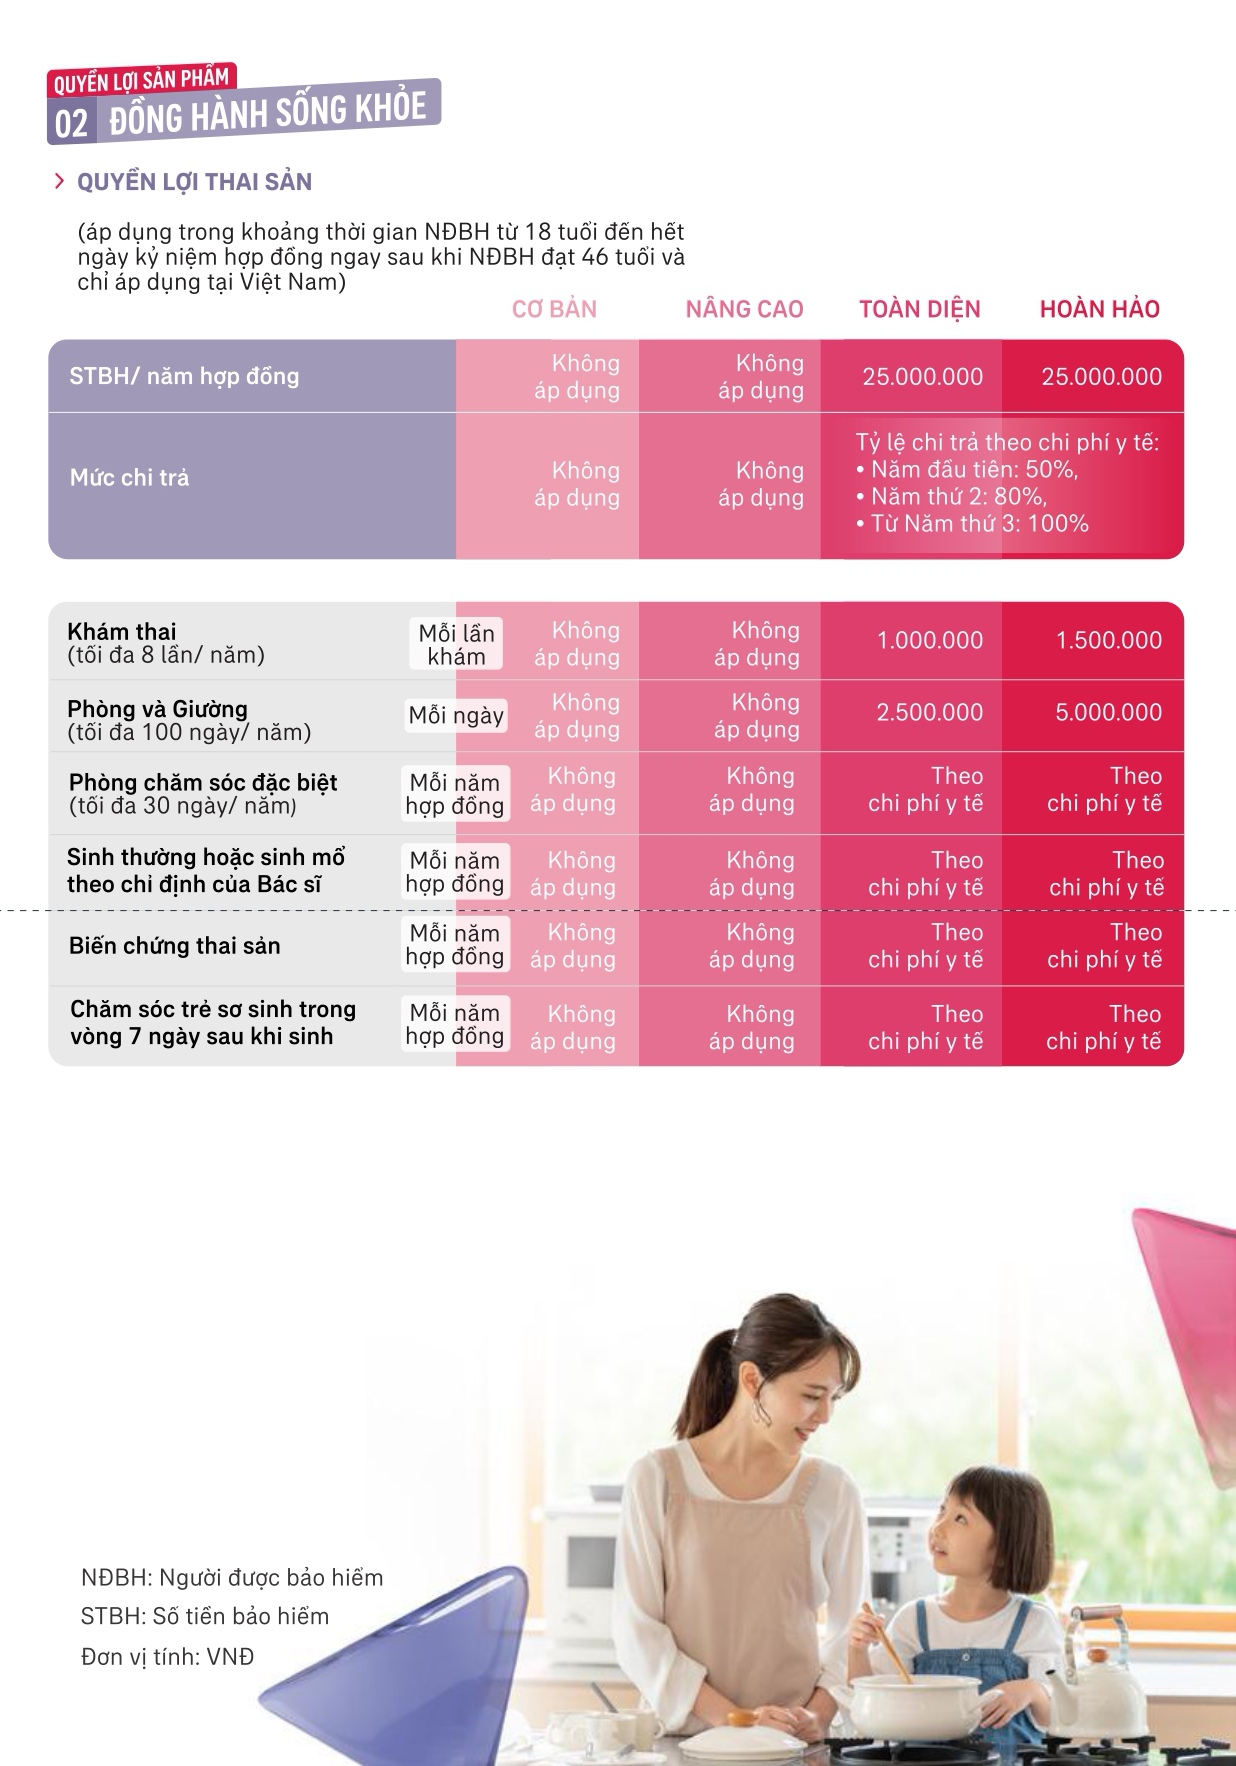 QUYỀN LỢI SẢN PHẨM
02 ĐỒNG HÀNH SỐNG KHỎE
QUYỀN LỢI THAI SẢN
(áp dụng trong khoảng thời gian NĐBH từ 18 tuổi đến hết
ngày kỷ niệm hợp đồng ngay sau khi NĐBH đạt 46 tuổi và
chỉ áp dụng tại Việt Nam)
CƠ BẢN NÂNG CAO TOÀN DIỆN HOÀN HẢO
STBH/ năm hợp đồng
Không
áp dụng
Không
áp dụng
25.000.000
25.000.000
Mức chi trả
Không
áp dụng
Không
áp dụng
Tỷ lệ chi trả theo chi phí y tế:
• Năm đầu tiên: 50%,
• Năm thứ 2: 80%,
• Từ Năm thứ 3: 100%
Khám thai
(tối đa 8 lần/ năm)
Mỗi lần
khám
Không
áp dụng
Không
áp dụng
1.000.000
1.500.000
Phòng và Giường
(tối đa 100 ngày/ năm)
Mỗi ngày
Không
áp dụng
Không
áp dụng
2.500.000
5.000.000
Phòng chăm sóc đặc biệt
(tối đa 30 ngày/ năm)
Mỗi năm
hợp đồng
Không
áp dụng
Không
áp dụng
Theo
chi phí y tế
Theo
chi phí y tế
Sinh thường hoặc sinh mổ
theo chỉ định của Bác sĩ
Mỗi năm
hợp đồng
Không
áp dụng
Không
áp dụng
Theo
chi phí y tế
Theo
chi phí y tế
Biến chứng thai sản
Mỗi năm
hợp đồng
Không
áp dụng
Không
áp dụng
Theo
chi phí y tế
Theo
chi phí y tế
Chăm sóc trẻ sơ sinh trong
vòng 7 ngày sau khi sinh
Mỗi năm
hợp đồng
Không
áp dụng
Không
áp dụng
Theo
chi phí y tế
Theo
chi phí y tế
NĐBH: Người được bảo hiểm
STBH: Số tiền bảo hiểm
Đơn vị tính: VNĐ